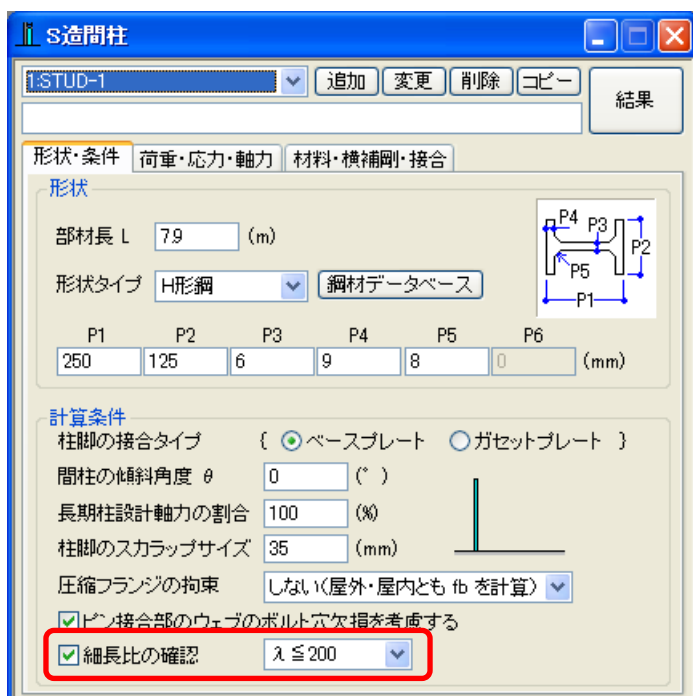 S造間柱
1:STUD-1 追加 変更 削除 コピー 結果
形状・条件 荷重・応力・軸力 材料・横補剛・接合
形状
部材長 L 7.9 (m)
形状タイプ H形鋼 鋼材データベース
P4 P3 P2 P5 P1
P1 P2 P3 P4 P5 P6
250 125 6 9 8 0 (mm)
計算条件
柱脚の接合タイプ { ベースプレート ガセットプレート }
間柱の傾斜角度 θ 0 (°)
長期柱設計軸力の割合 100 (%)
柱脚のスカラップサイズ 35 (mm)
圧縮フランジの拘束 しない(屋外・屋内とも fb を計算)
ピン接合部のウェブのボルト穴欠損を考慮する
細長比の確認 λ≦200